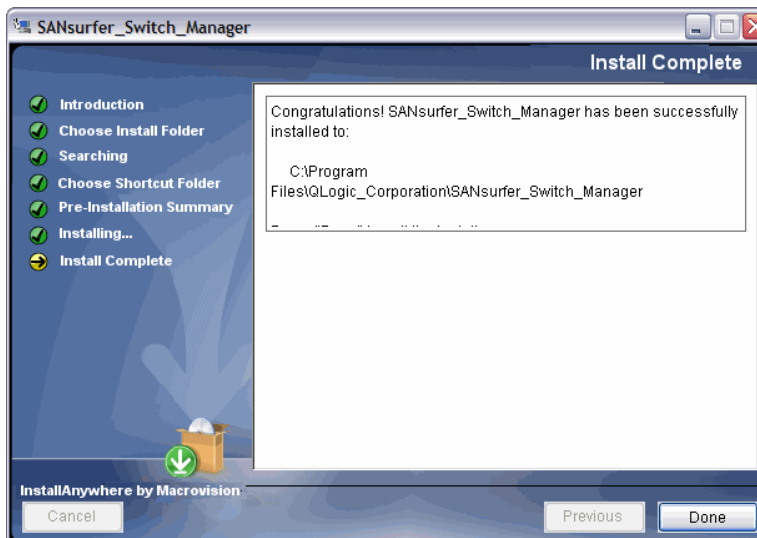 SANsurfer_Switch_Manager
Install Complete
Introduction
Choose Install Folder
Searching
Choose Shortcut Folder
Pre-Installation Summary
Installing...
Install Complete
Congratulations! SANsurfer_Switch_Manager has been successfully
installed to:
C:\Program
Files\QLogic_Corporation\SANsurfer_Switch_Manager
InstallAnywhere by Macrovision
Cancel
Previous
Done